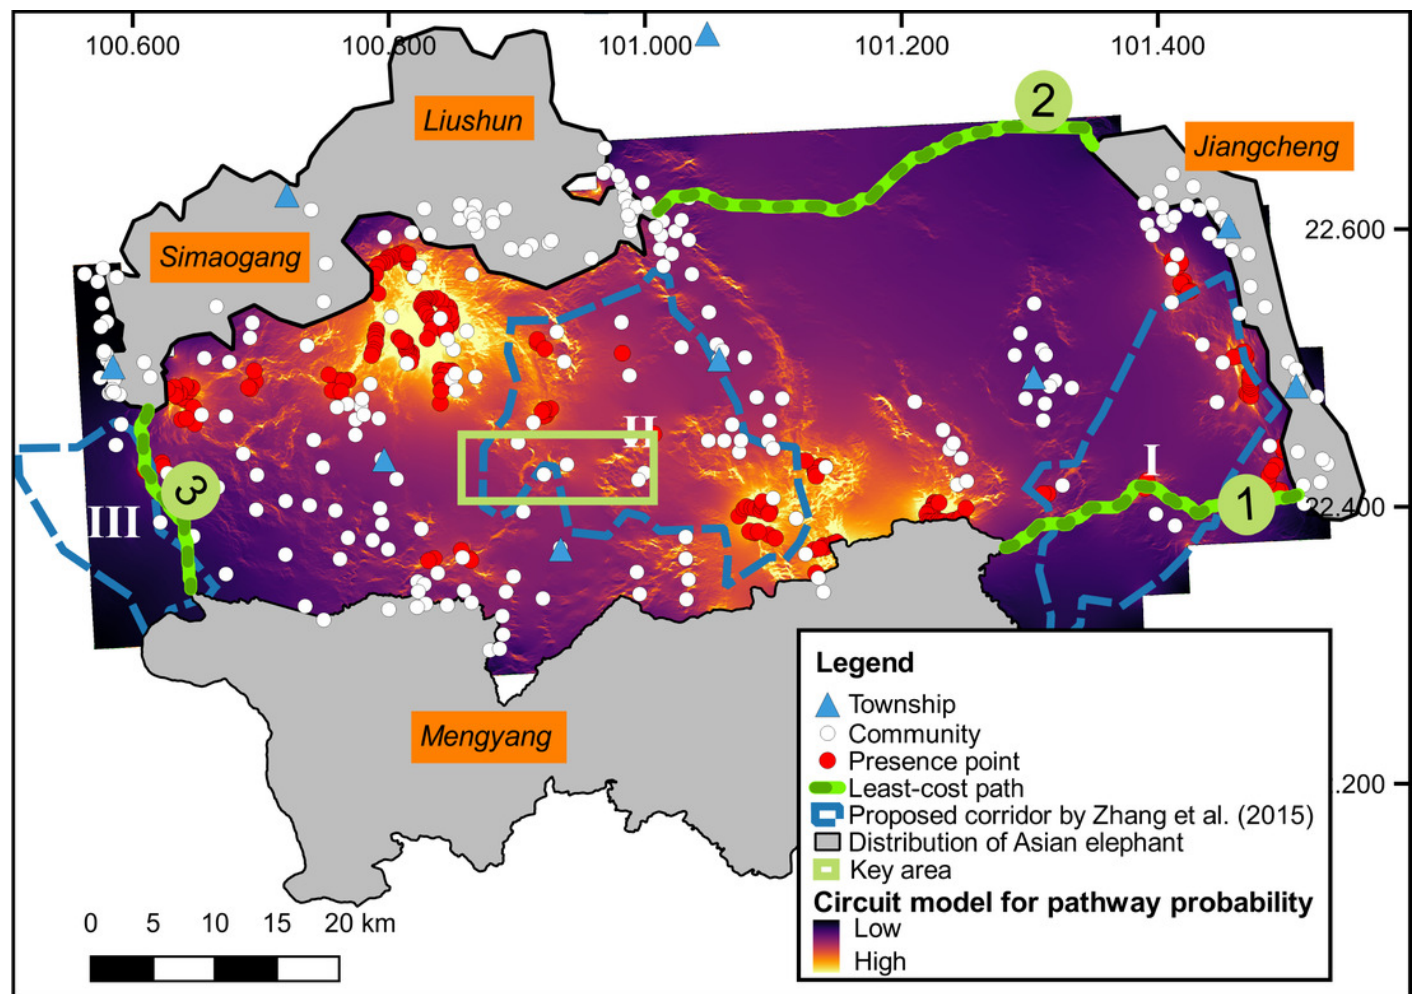 100.600 100.800 101.000 101.200 101.400
2
Liushun
Jiangcheng
22.600
Simaogang
II
I
3
1
22.400
III
Legend
Township
Community
Mengyang
Presence point
Least-cost path
.200
Proposed corridor by Zhang et al. (2015)
Distribution of Asian elephant
Key area
Circuit model for pathway probability
0 5 10 15 20 km
Low
High